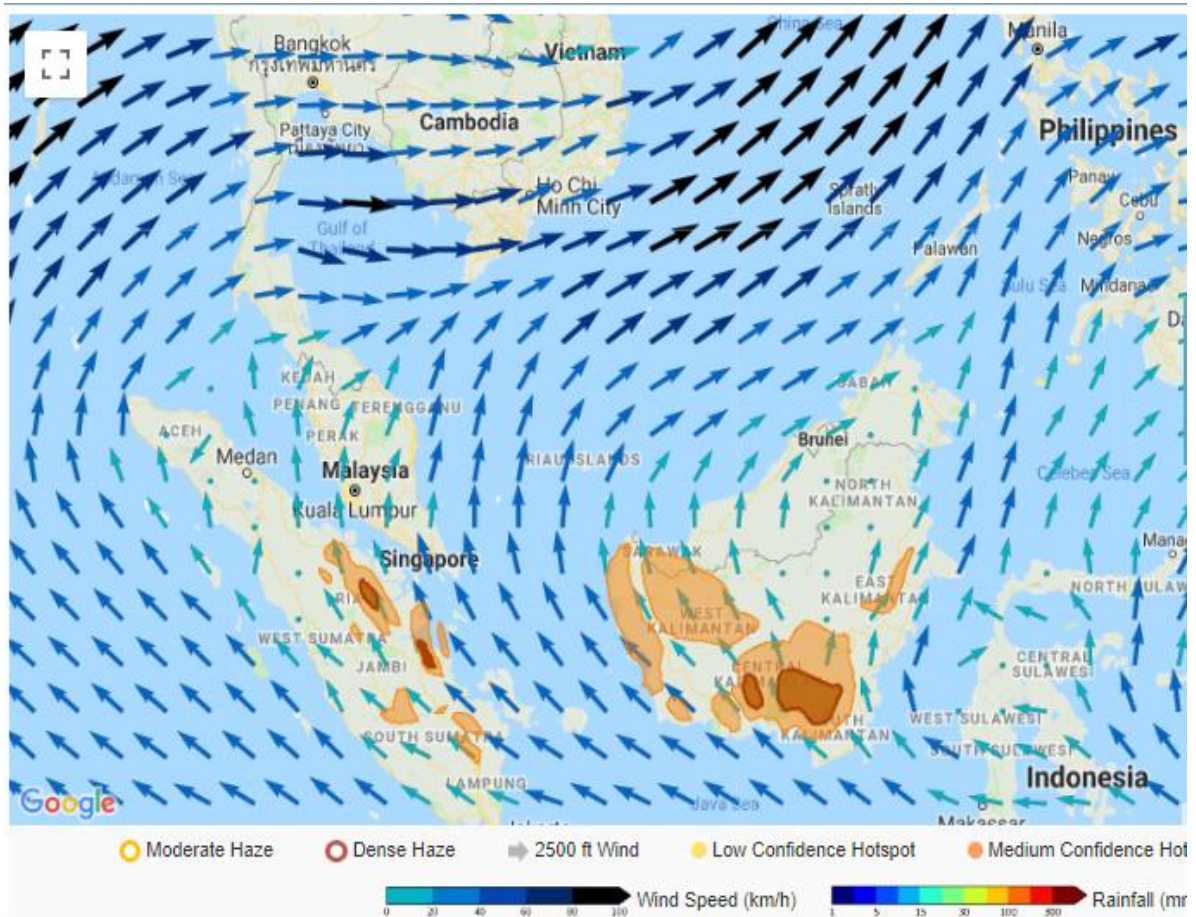 China Sea
Manila
Bangkok
กรุงเทพมหานคร
Vietnam
Pattaya City
Cambodia
Philippines
Ho Chi
Minh City
Spratly
Islands
Panay
Cebu
Gulf of
Thailand
Negros
Palawan
Sulu Sea
Mindanao
KEDAH
PENANG
TERENGGANU
SABAH
ACEH
PERAK
Brunei
Medan
Malaysia
RIAU ISLANDS
Celebes Sea
Kuala Lumpur
NORTH
KALIMANTAN
Singapore
SARAWAK
Mana
EAST
KALIMANTAN
NORTH SULAW
WEST
KALIMANTAN
WEST SUMATRA
JAMBI
CENTRAL
SULAWESI
CENTRAL
SOUTH SUMATRA
KALIMANTAN
WEST SULAWESI
SOUTH SULAWESI
LAMPUNG
Indonesia
Google
Java Sea
Makassar
Moderate Haze
Dense Haze
2500 ft Wind
Low Confidence Hotspot
Medium Confidence Hot
0 20 40 60 80 100
Wind Speed (km/h)
1 5 15 30 100 300
Rainfall (mm